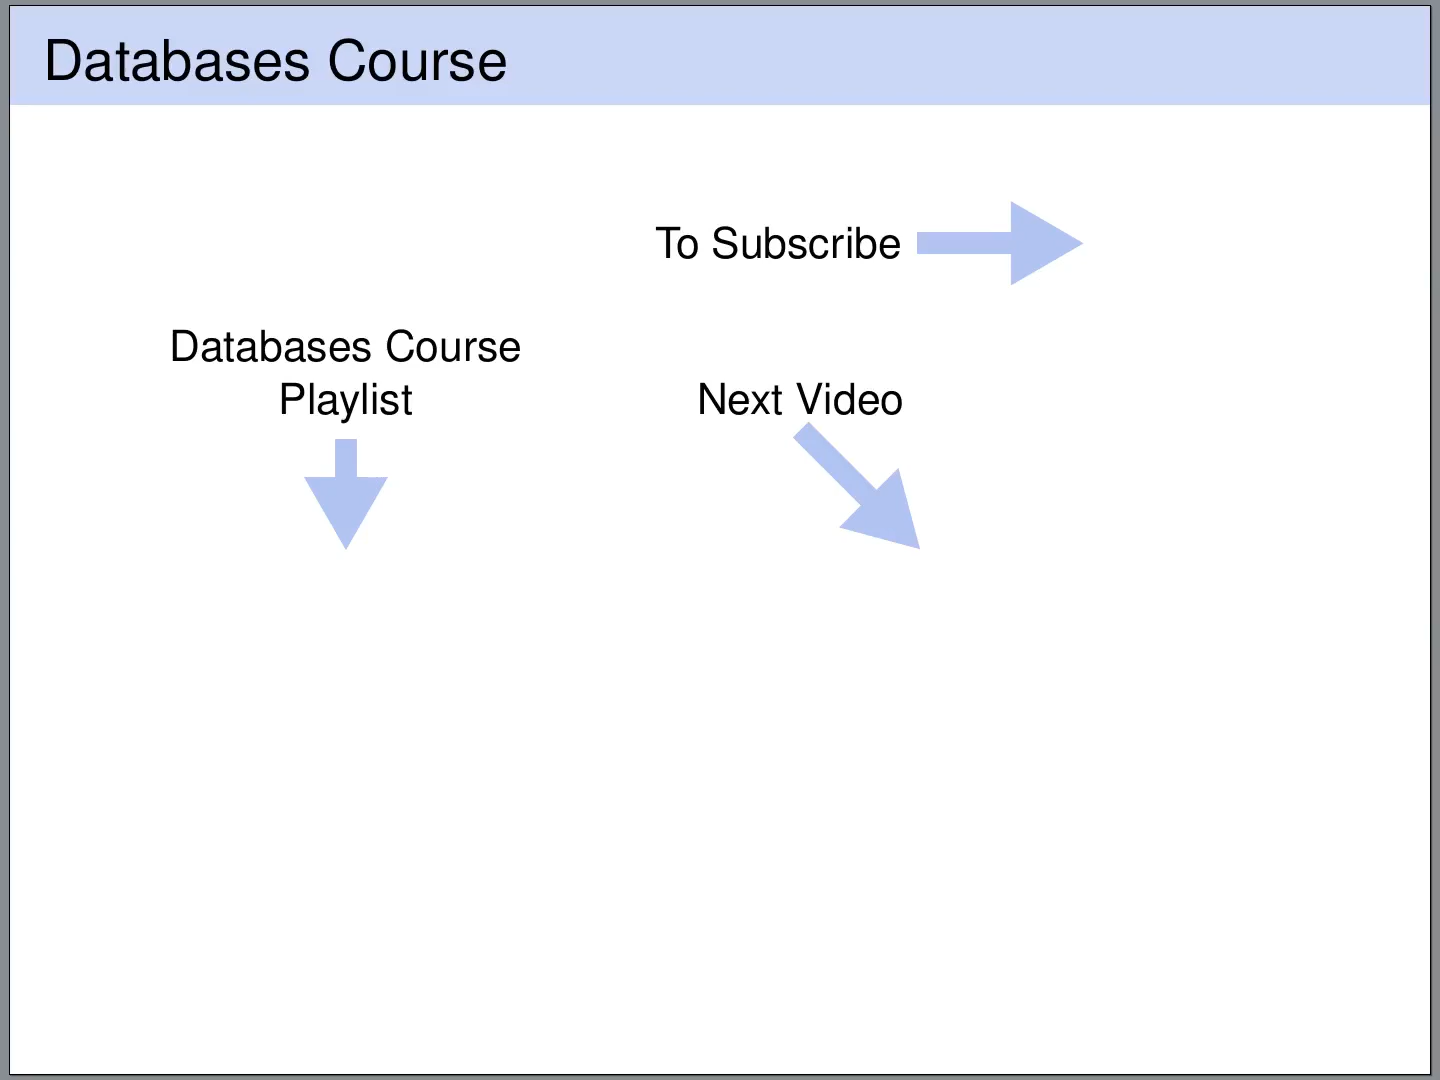 Databases Course
To Subscribe
Databases Course
Playlist
Next Video